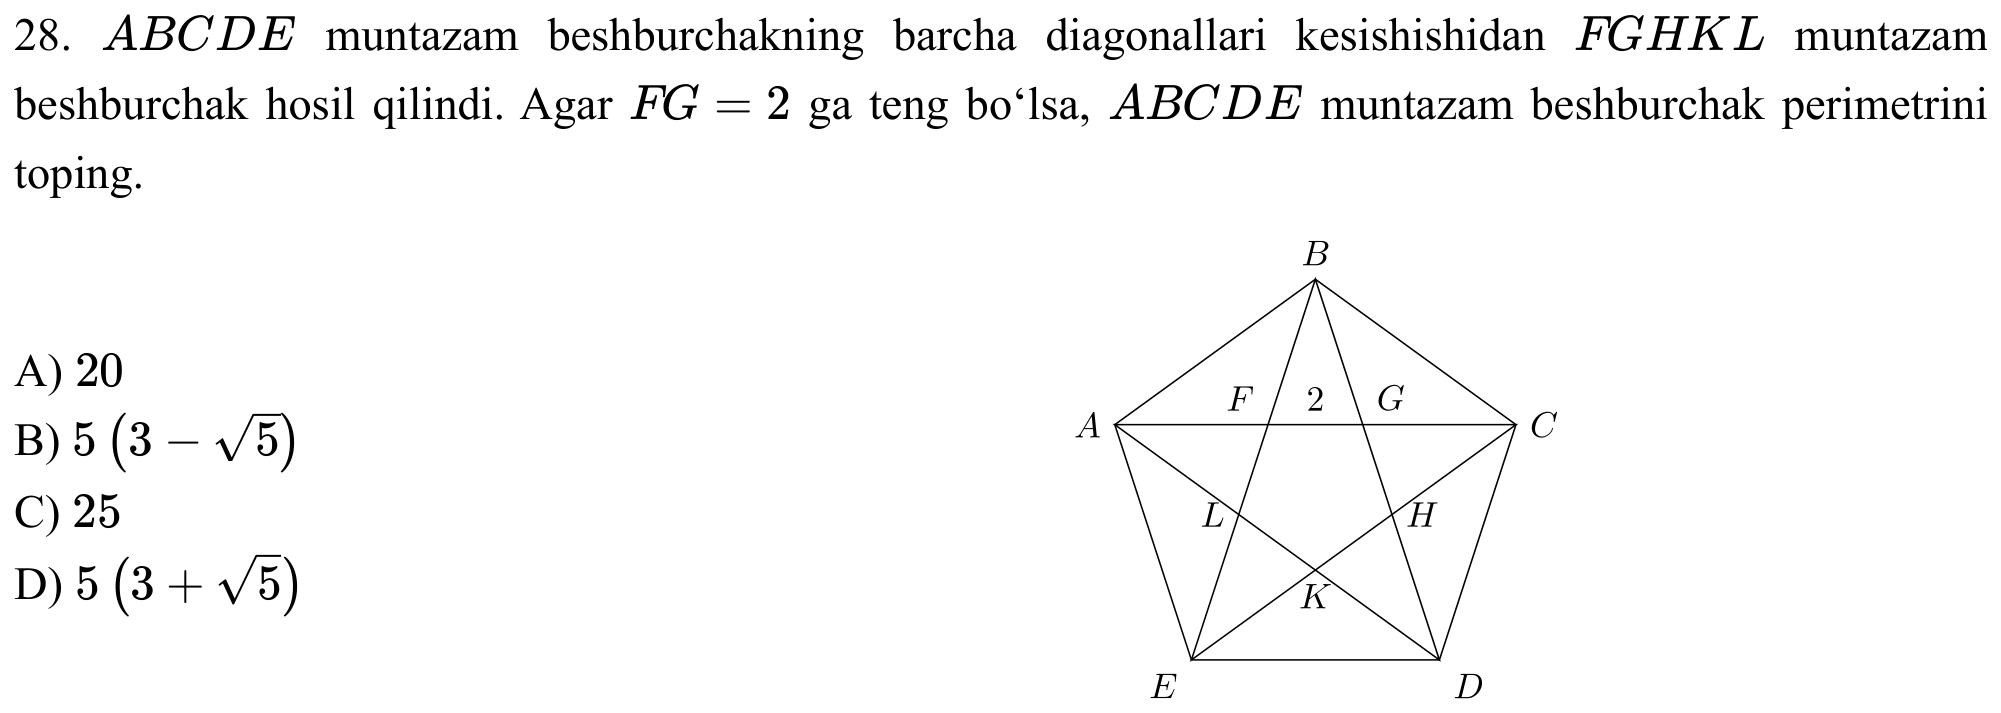 28. ABCDE muntazam beshburchakning barcha diagonallari kesishishidan FGHKL muntazam
beshburchak hosil qilindi. Agar FG = 2 ga teng bo‘lsa, ABCDE muntazam beshburchak perimetrini
toping.
B
A) 20
F 2 G
A C
B) 5 (3 − √5)
C) 25
L H
D) 5 (3 + √5)
K
E D